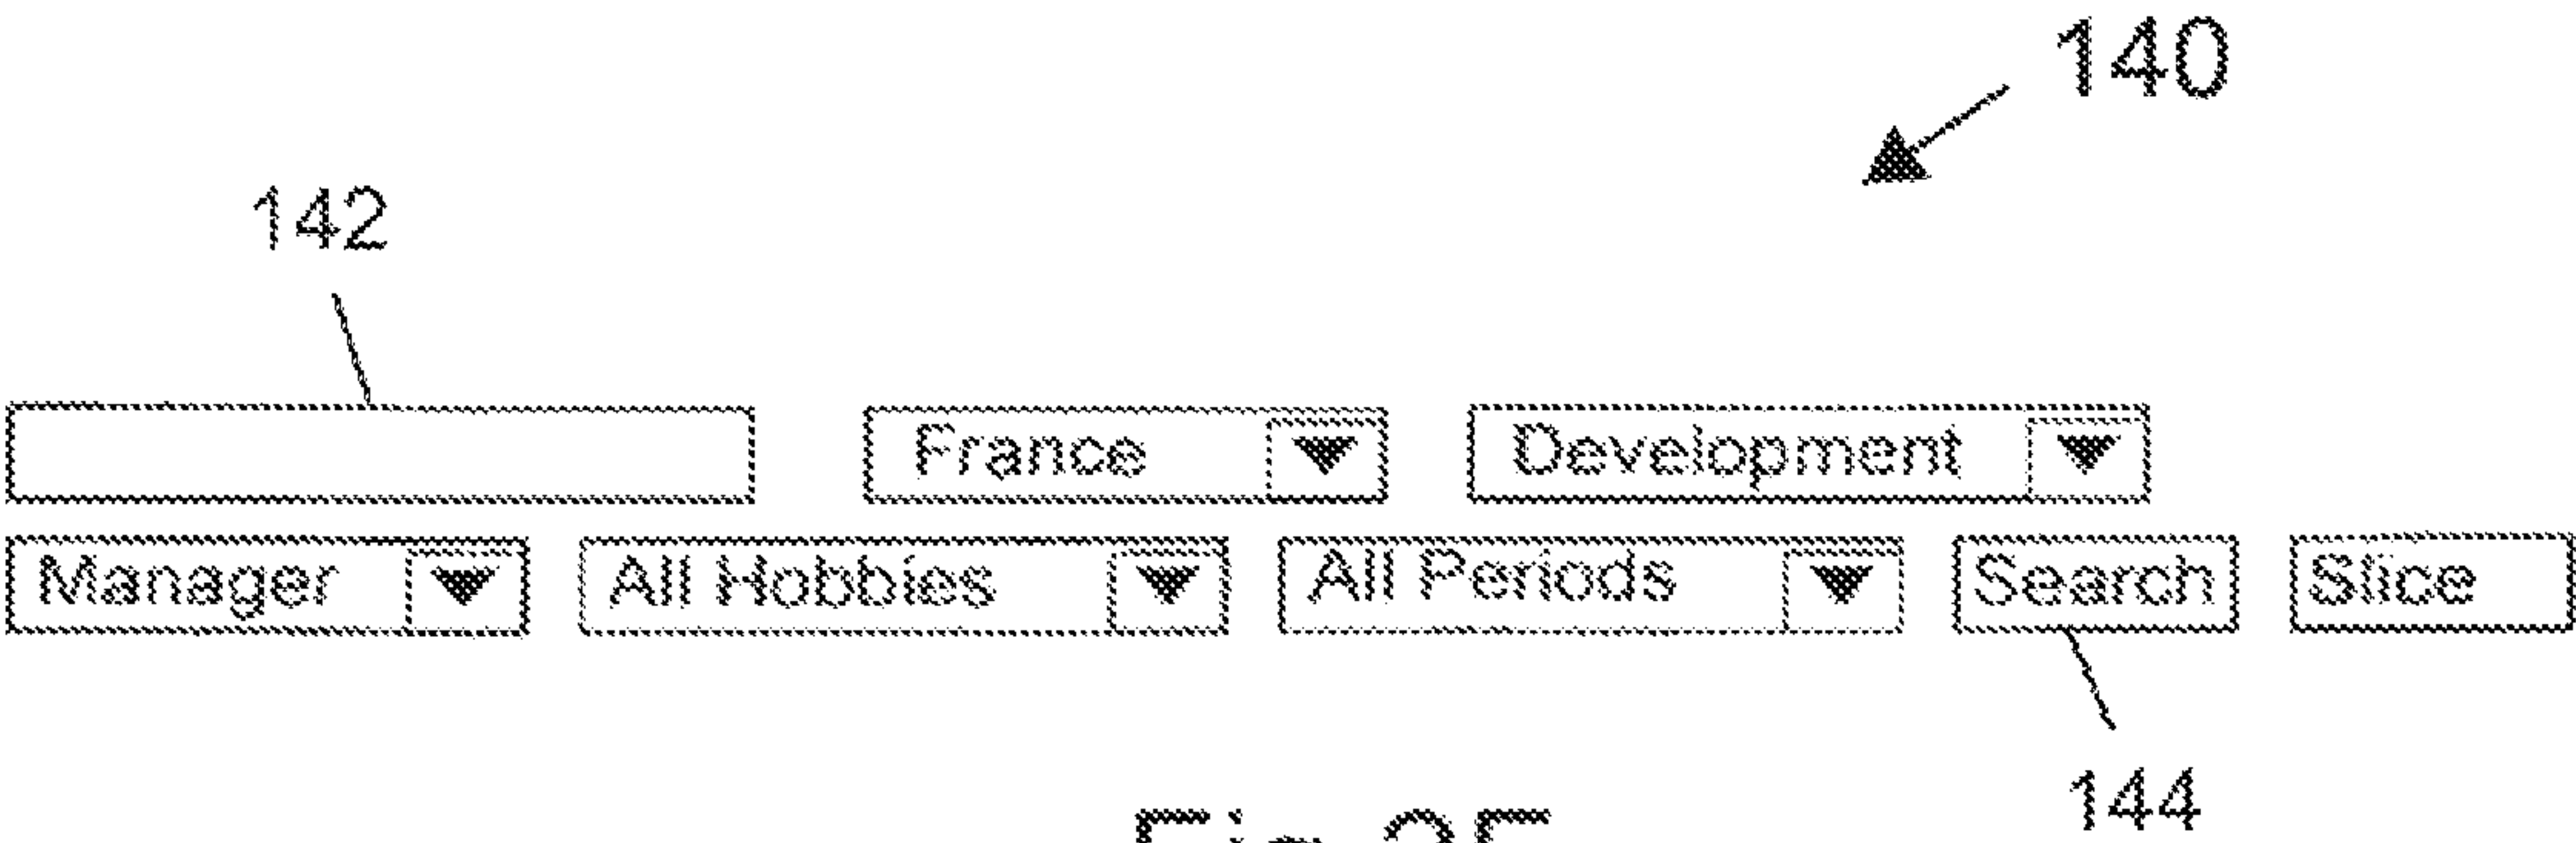 140
142
France Development
Manager All Hobbies All Periods Search Slice
144